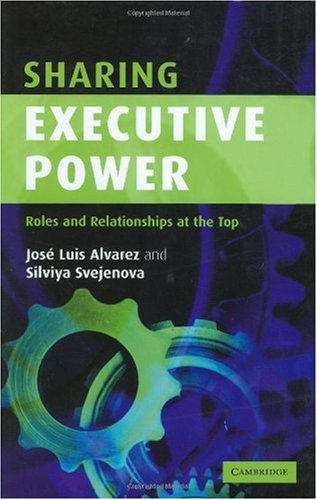 SHARING
EXECUTIVE
POWER
Roles and Relationships at the Top
José Luis Alvarez and
Silviya Svejenova
CAMBRIDGE